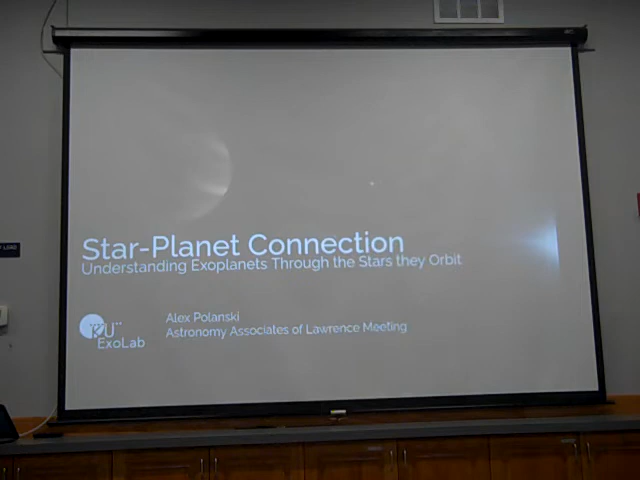 Star-Planet Connection
Understanding Exoplanets Through the Stars they Orbit
Alex Polanski
Astronomy Associates of Lawrence Meeting
KU
ExoLab